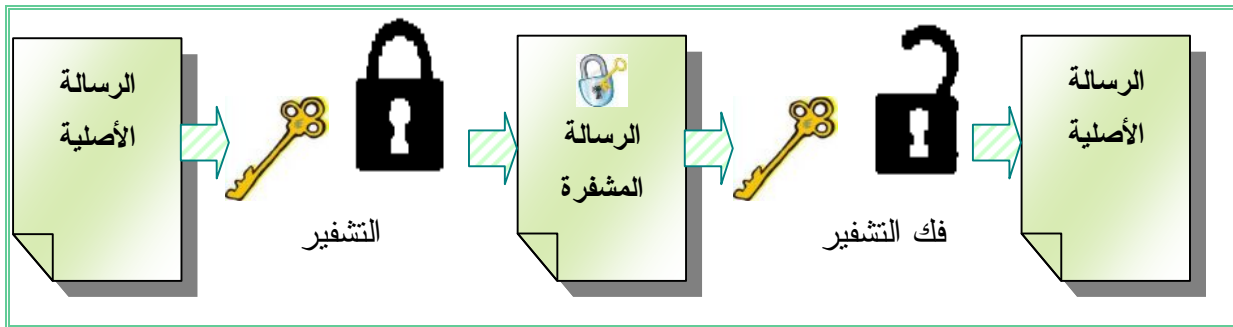 الرسالة
الأصلية
التشفير
الرسالة
المشفرة
فك التشفير
الرسالة
الأصلية